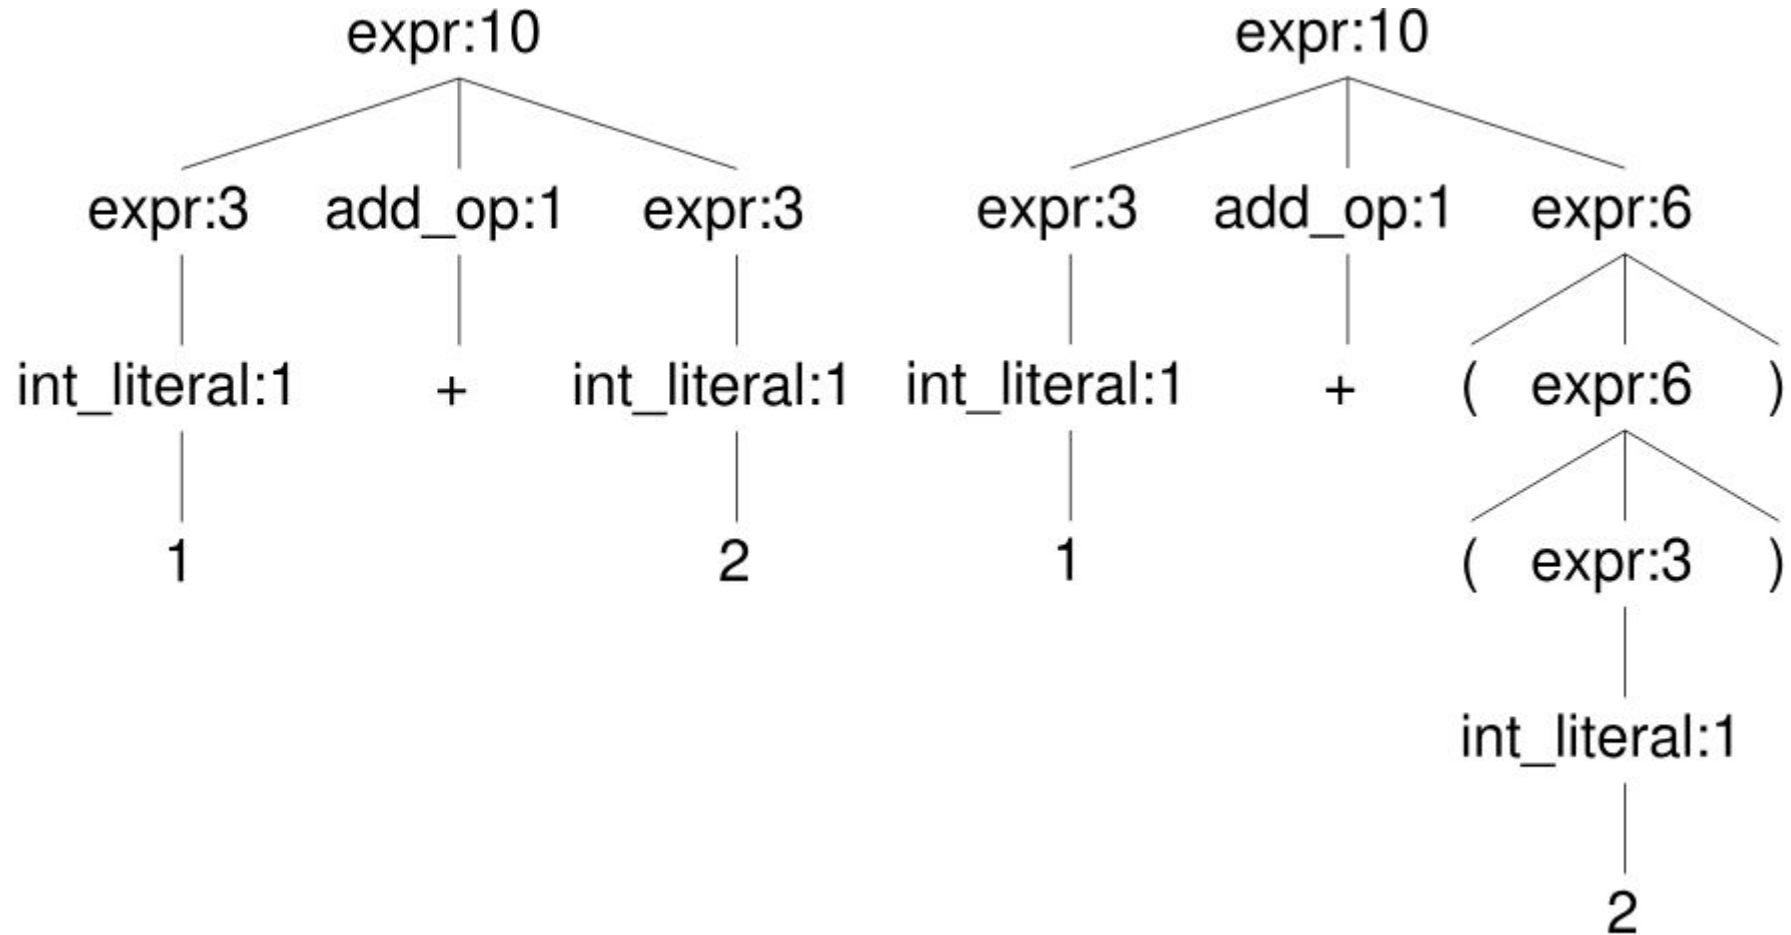 expr:10 expr:10
expr:3 add_op:1 expr:3 expr:3 add_op:1 expr:6
int_literal:1 + int_literal:1 int_literal:1 + ( expr:6 )
1 2 1 ( expr:3 )
int_literal:1
2